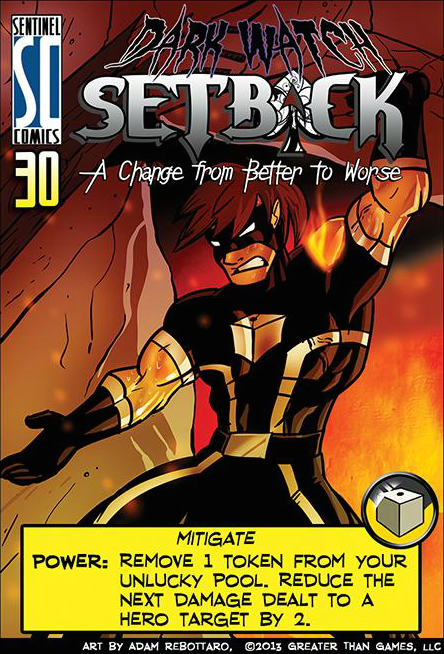 SENTINEL
SC
COMICS
30
DARK WATCH
SETBACK
A Change from Better to Worse
MITIGATE
POWER: REMOVE 1 TOKEN FROM YOUR
UNLUCKY POOL. REDUCE THE
NEXT DAMAGE DEALT TO A
HERO TARGET BY 2.
ART BY ADAM REBOTTARO, ©2013 GREATER THAN GAMES, LLC